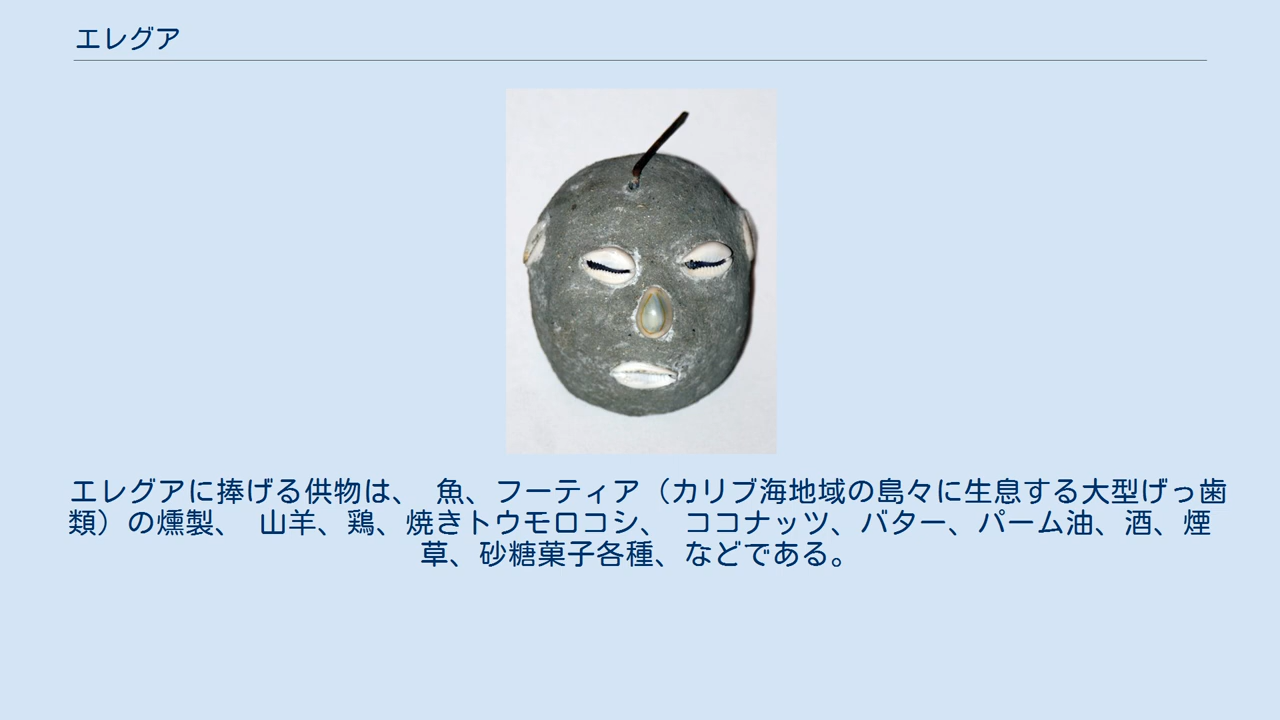 エレグア
エレグアに捧げる供物は、 魚、フーティア（カリブ海地域の島々に生息する大型げっ歯
類）の燻製、 山羊、鶏、焼きトウモロコシ、 ココナッツ、バター、パーム油、酒、煙
草、砂糖菓子各種、などである。